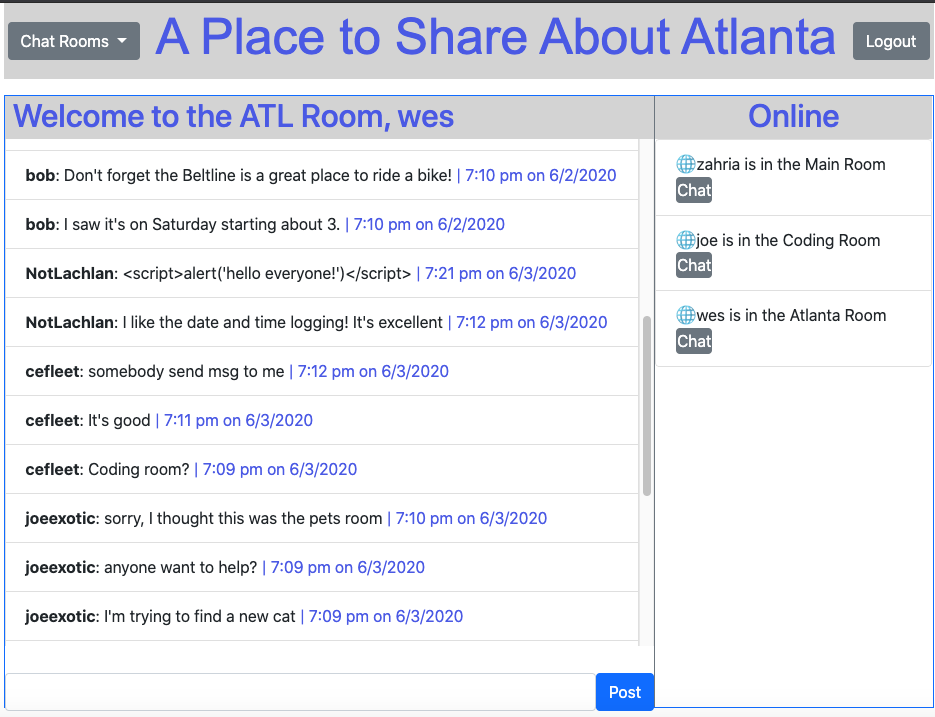 Chat Rooms
A Place to Share About Atlanta
Logout
Welcome to the ATL Room, wes
bob: Don't forget the Beltline is a great place to ride a bike! | 7:10 pm on 6/2/2020
bob: I saw it's on Saturday starting about 3. | 7:10 pm on 6/2/2020
NotLachlan: <script>alert('hello everyone!')</script> | 7:21 pm on 6/3/2020
NotLachlan: I like the date and time logging! It's excellent | 7:12 pm on 6/3/2020
cefleet: somebody send msg to me | 7:12 pm on 6/3/2020
cefleet: It's good | 7:11 pm on 6/3/2020
cefleet: Coding room? | 7:09 pm on 6/3/2020
joeexotic: sorry, I thought this was the pets room | 7:10 pm on 6/3/2020
joeexotic: anyone want to help? | 7:09 pm on 6/3/2020
joeexotic: I'm trying to find a new cat | 7:09 pm on 6/3/2020
Post
Online
zahria is in the Main Room
Chat
joe is in the Coding Room
Chat
wes is in the Atlanta Room
Chat